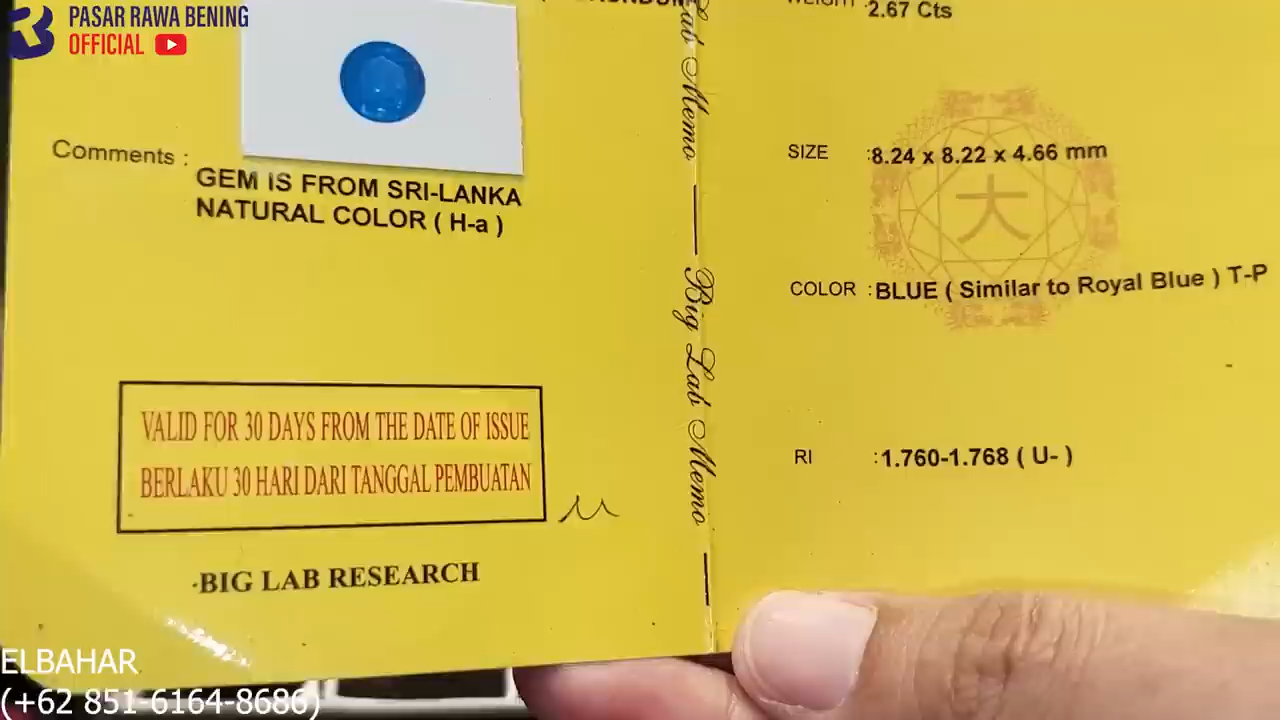 PASAR RAWA BENING
OFFICIAL
2.67 Cts
Comments :
GEM IS FROM SRI-LANKA
NATURAL COLOR ( H-a )
SIZE :8.24 x 8.22 x 4.66 mm
大
COLOR :BLUE ( Similar to Royal Blue ) T-P
RI :1.760-1.768 ( U- )
Lab Memo — Big Lab Memo —
VALID FOR 30 DAYS FROM THE DATE OF ISSUE
BERLAKU 30 HARI DARI TANGGAL PEMBUATAN
BIG LAB RESEARCH
ELBAHAR
(+62 851-6164-8686)